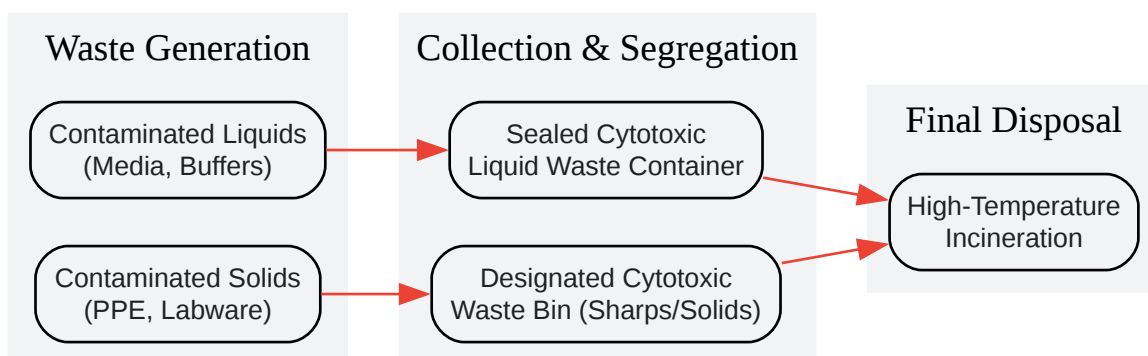 Waste Generation
Contaminated Liquids
(Media, Buffers)
Contaminated Solids
(PPE, Labware)
Collection & Segregation
Sealed Cytotoxic
Liquid Waste Container
Designated Cytotoxic
Waste Bin (Sharps/Solids)
Final Disposal
High-Temperature
Incineration